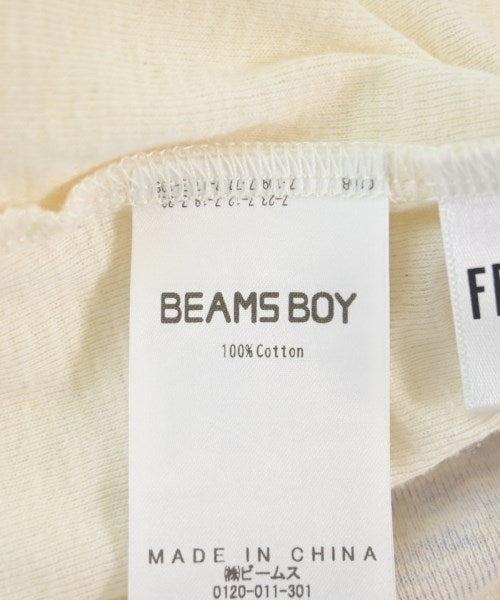 BEAMS BOY
100% Cotton
MADE IN CHINA
㈱ビームス
0120-011-301